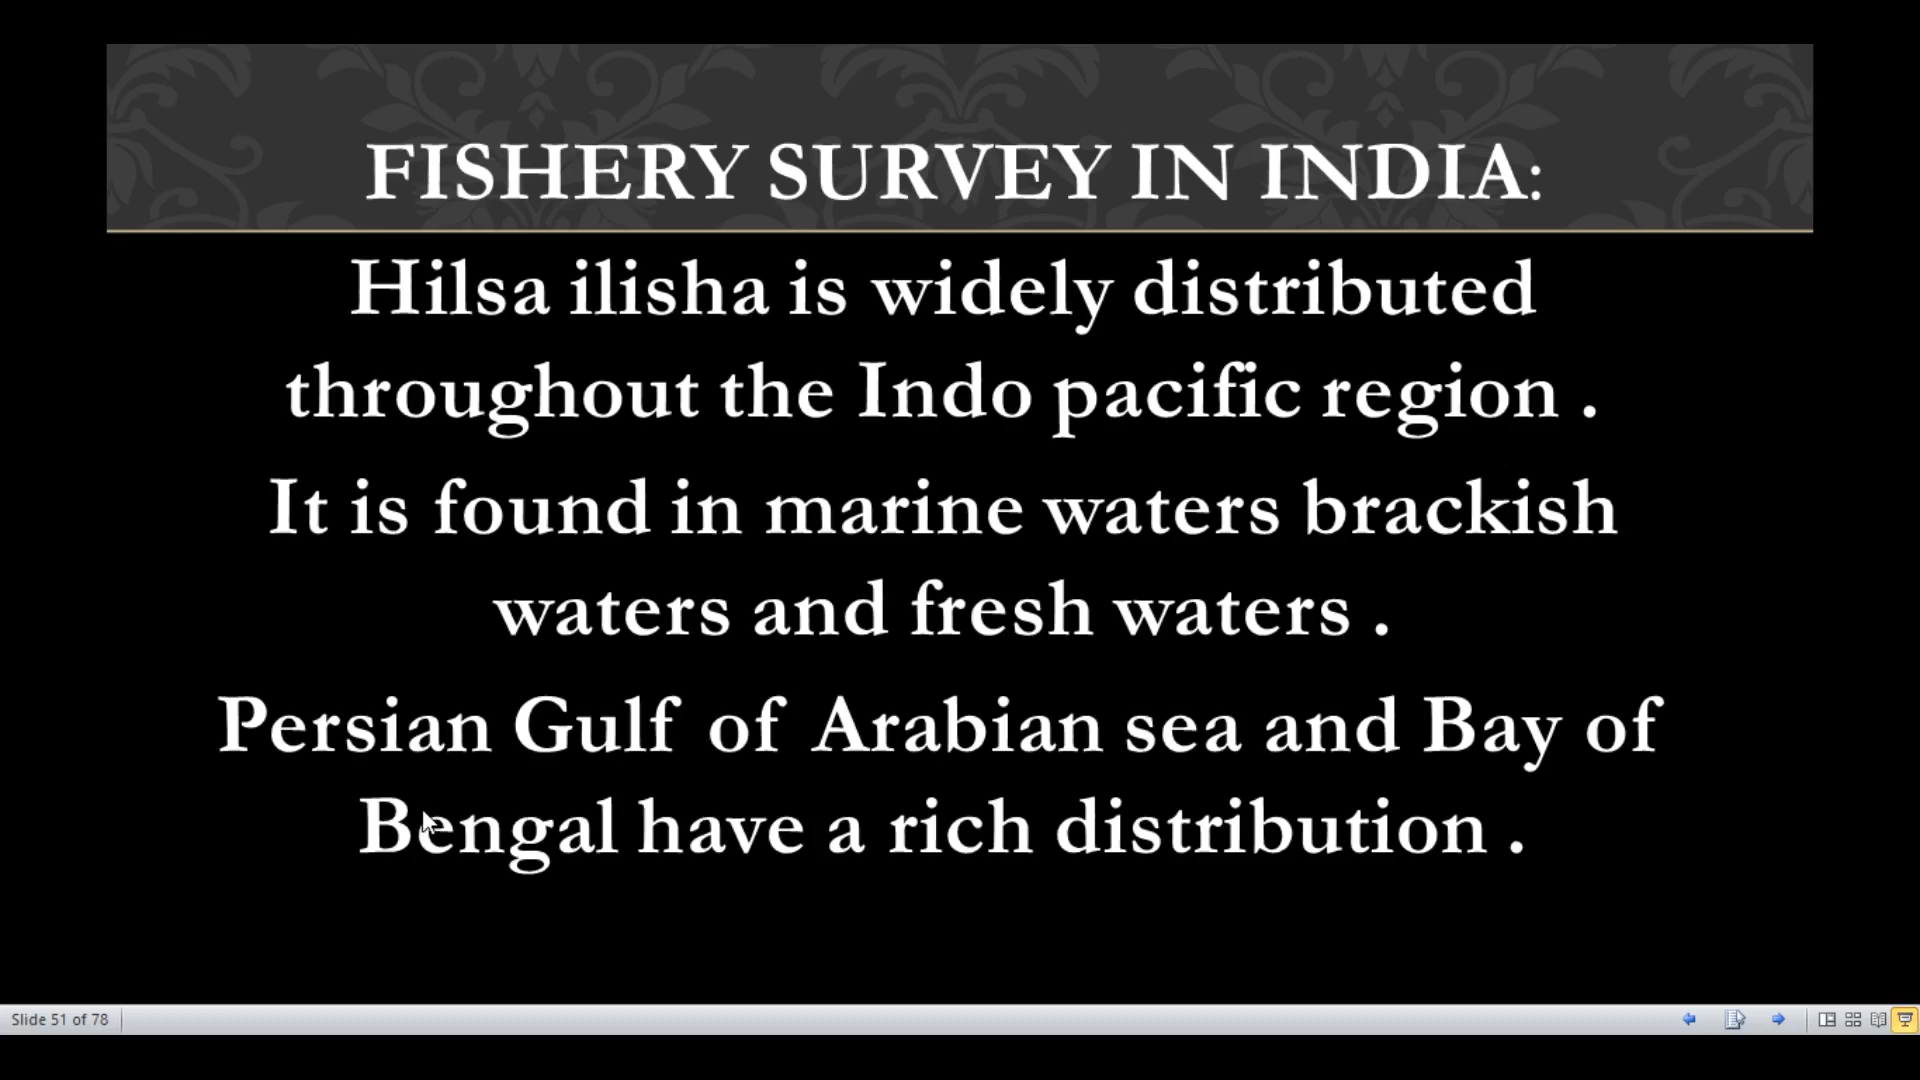 FISHERY SURVEY IN INDIA:
Hilsa ilisha is widely distributed
throughout the Indo pacific region .
It is found in marine waters brackish
waters and fresh waters .
Persian Gulf of Arabian sea and Bay of
Bengal have a rich distribution .
Slide 51 of 78